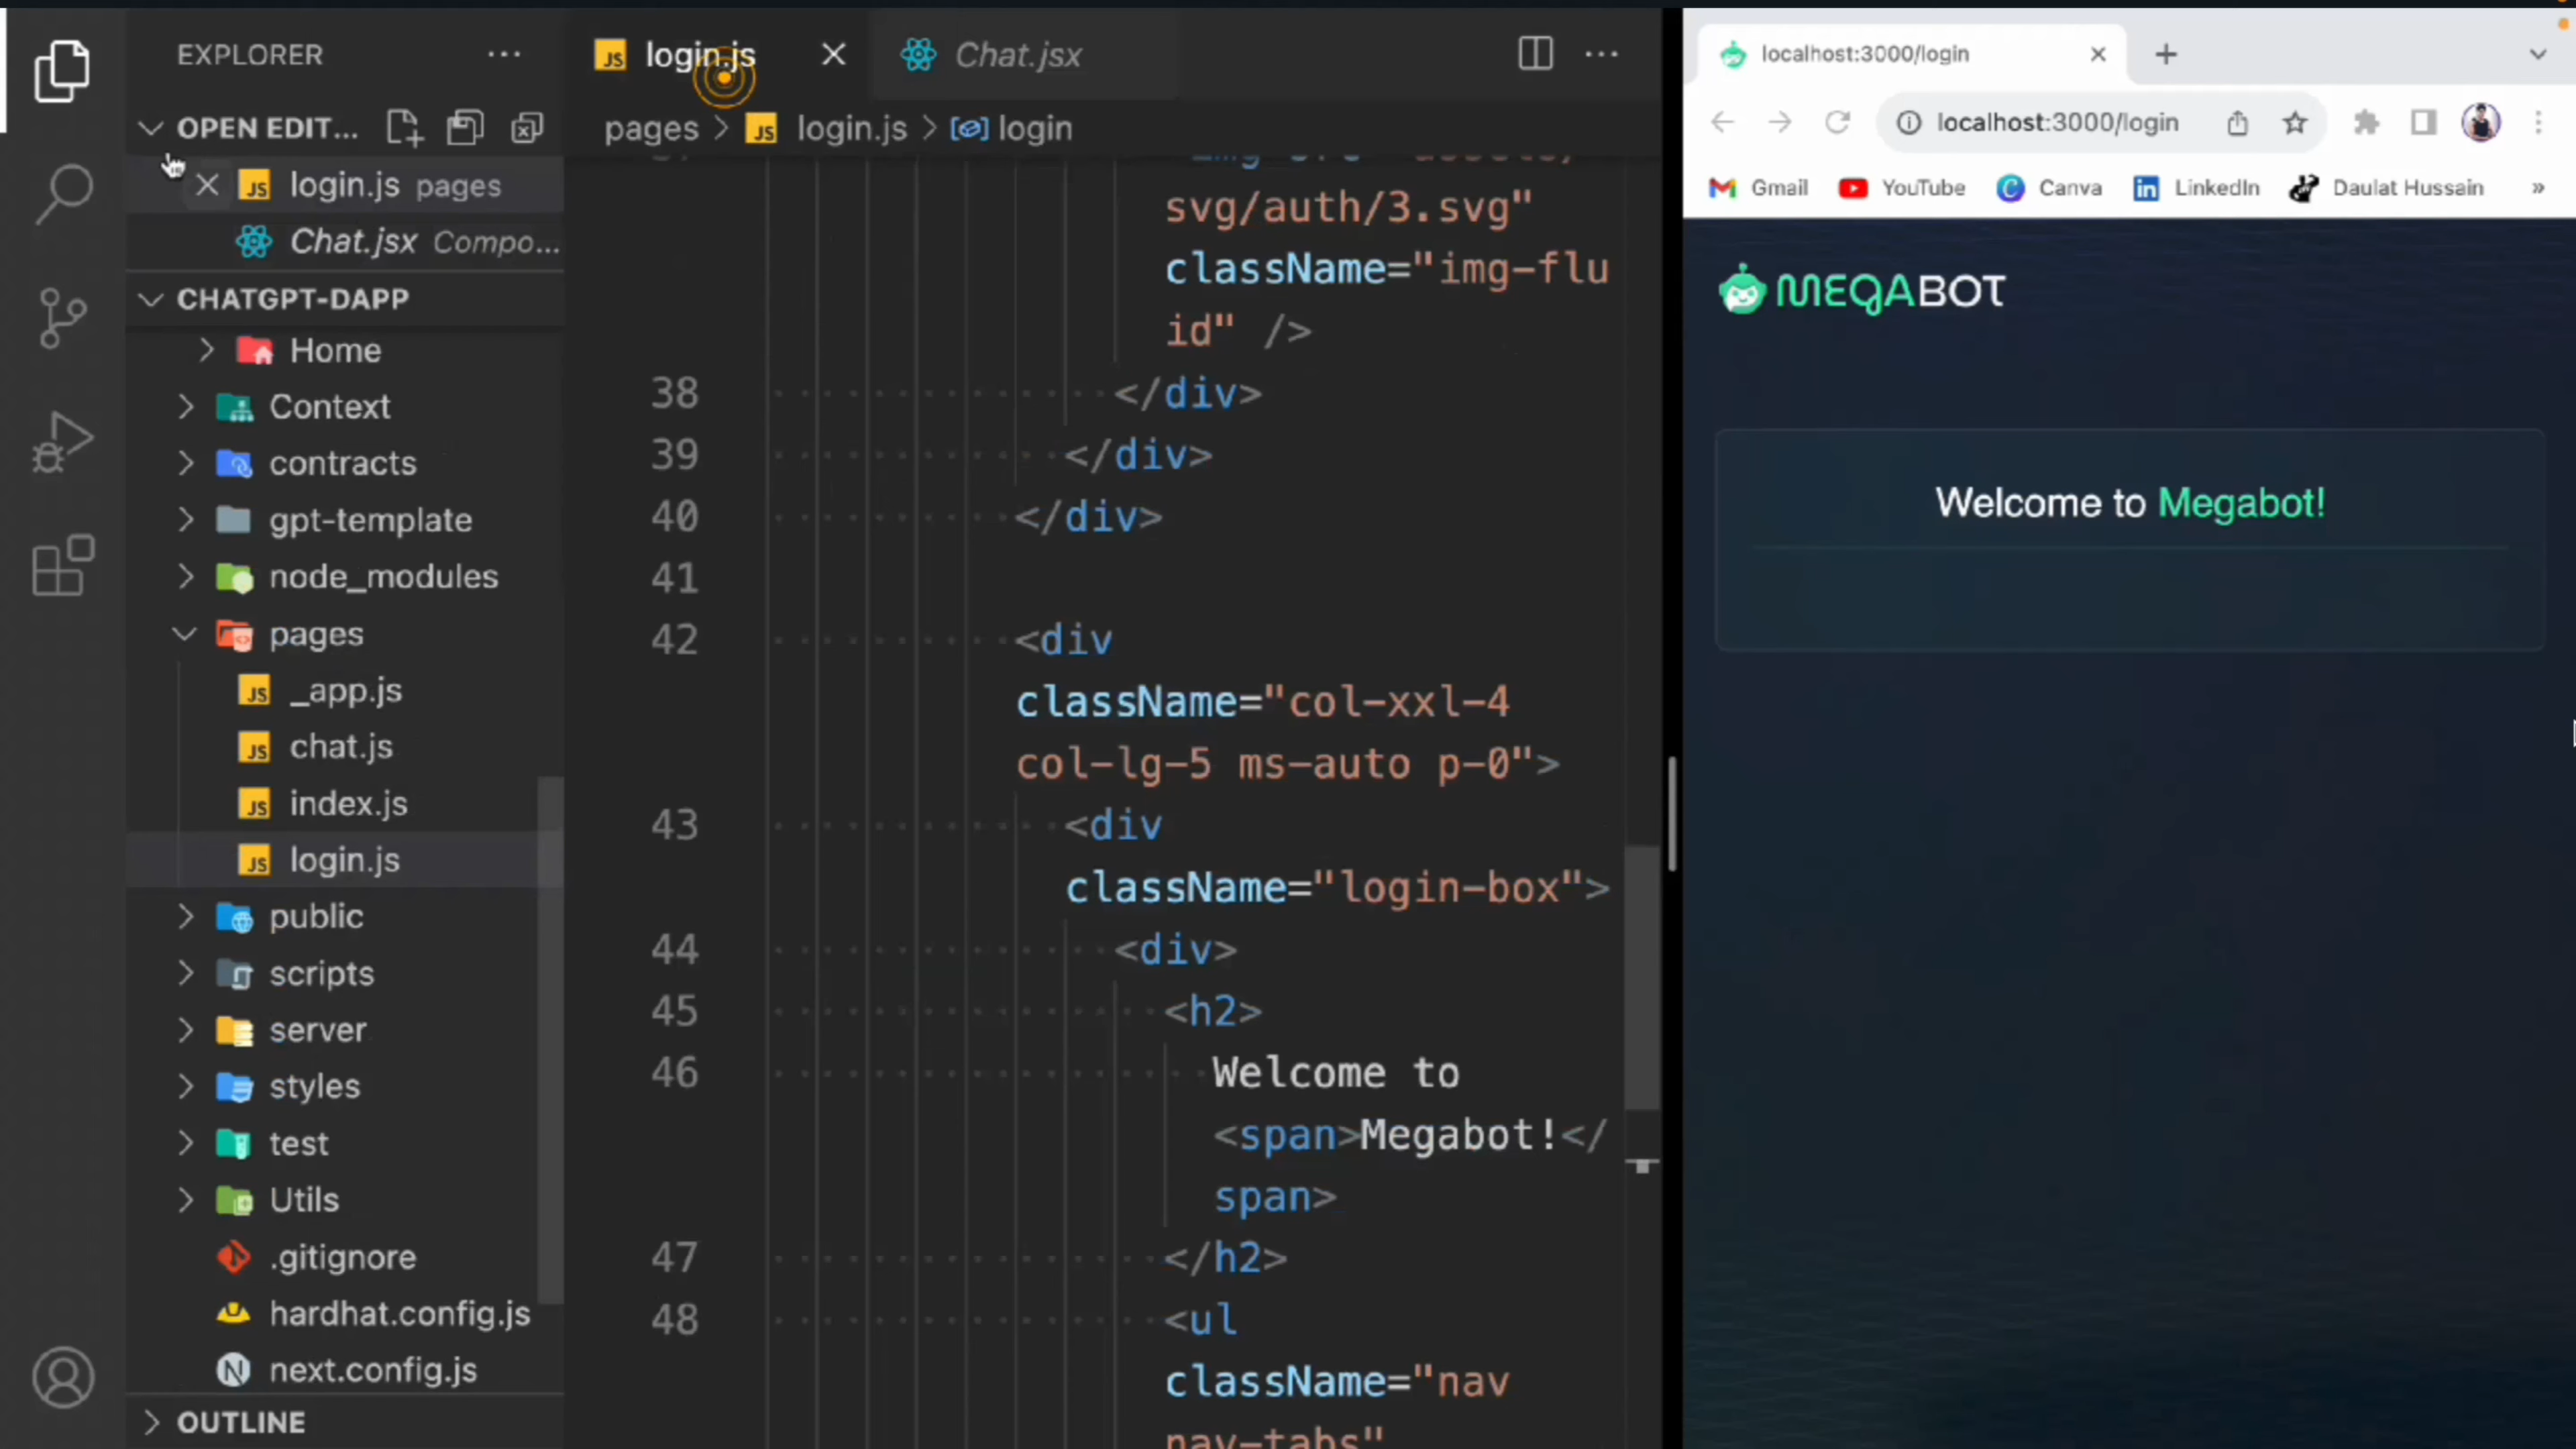 EXPLORER
OPEN EDIT...
login.js pages
Chat.jsx Compo...
CHATGPT-DAPP
Home
Context
contracts
gpt-template
node_modules
pages
_app.js
chat.js
index.js
login.js
public
scripts
server
styles
test
Utils
.gitignore
hardhat.config.js
next.config.js
OUTLINE
login.js
Chat.jsx
pages > login.js > login
svg/auth/3.svg"
className="img-flu
id" />
38 </div>
39 </div>
40 </div>
41
42 <div
className="col-xxl-4
col-lg-5 ms-auto p-0">
43 <div
className="login-box">
44 <div>
45 <h2>
46 Welcome to
<span>Megabot!</
span>
47 </h2>
48 <ul
className="nav
nav-tabs"
localhost:3000/login
localhost:3000/login
Gmail YouTube Canva LinkedIn Daulat Hussain »
MEGABOT
Welcome to Megabot!